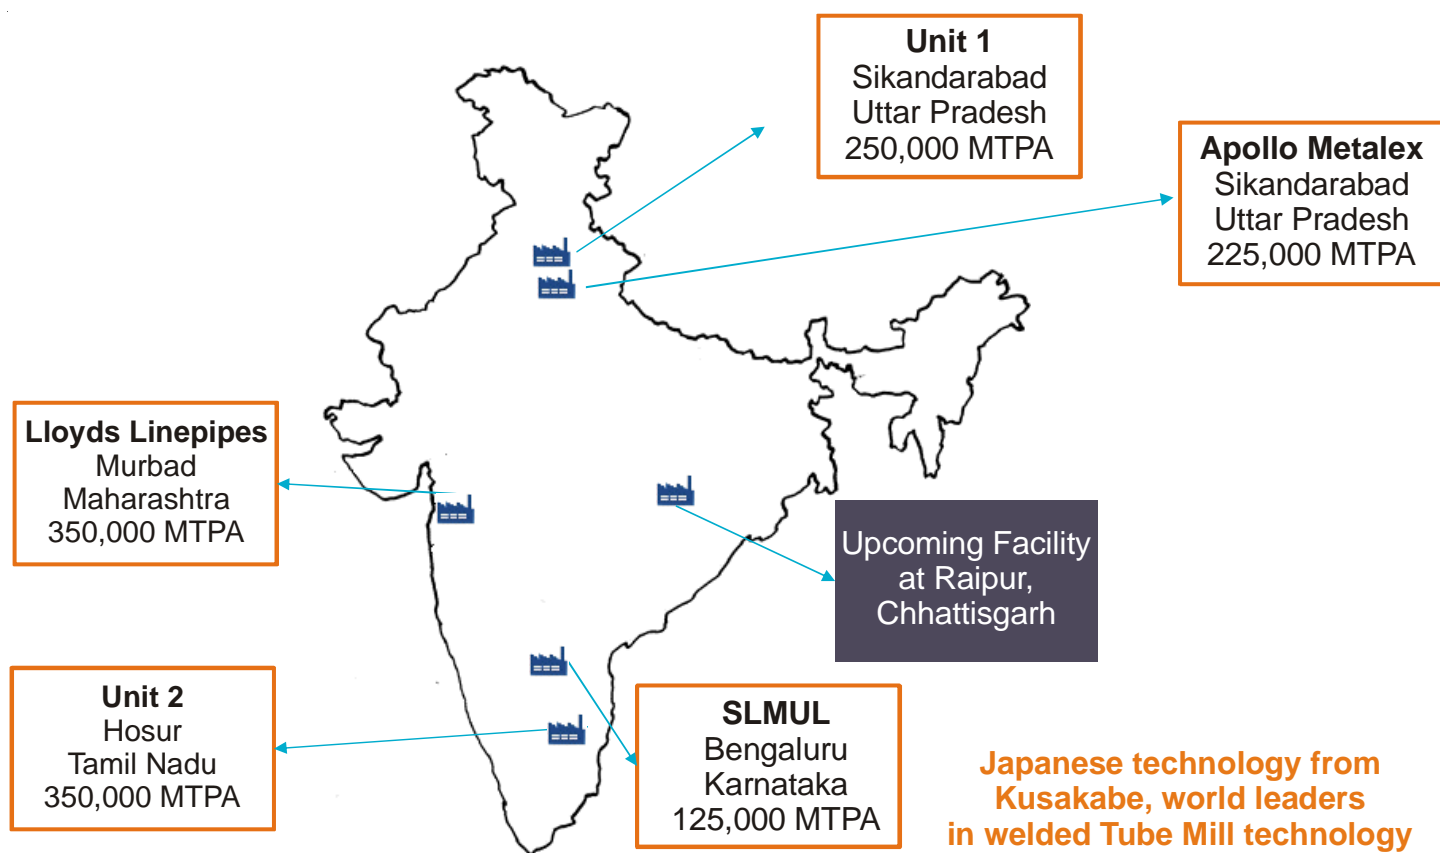 Unit 1
Sikandarabad
Uttar Pradesh
250,000 MTPA
Apollo Metalex
Sikandarabad
Uttar Pradesh
225,000 MTPA
Lloyds Linepipes
Murbad
Maharashtra
350,000 MTPA
Upcoming Facility
at Raipur,
Chhattisgarh
Unit 2
Hosur
Tamil Nadu
350,000 MTPA
SLMUL
Bengaluru
Karnataka
125,000 MTPA
Japanese technology from
Kusakabe, world leaders
in welded Tube Mill technology